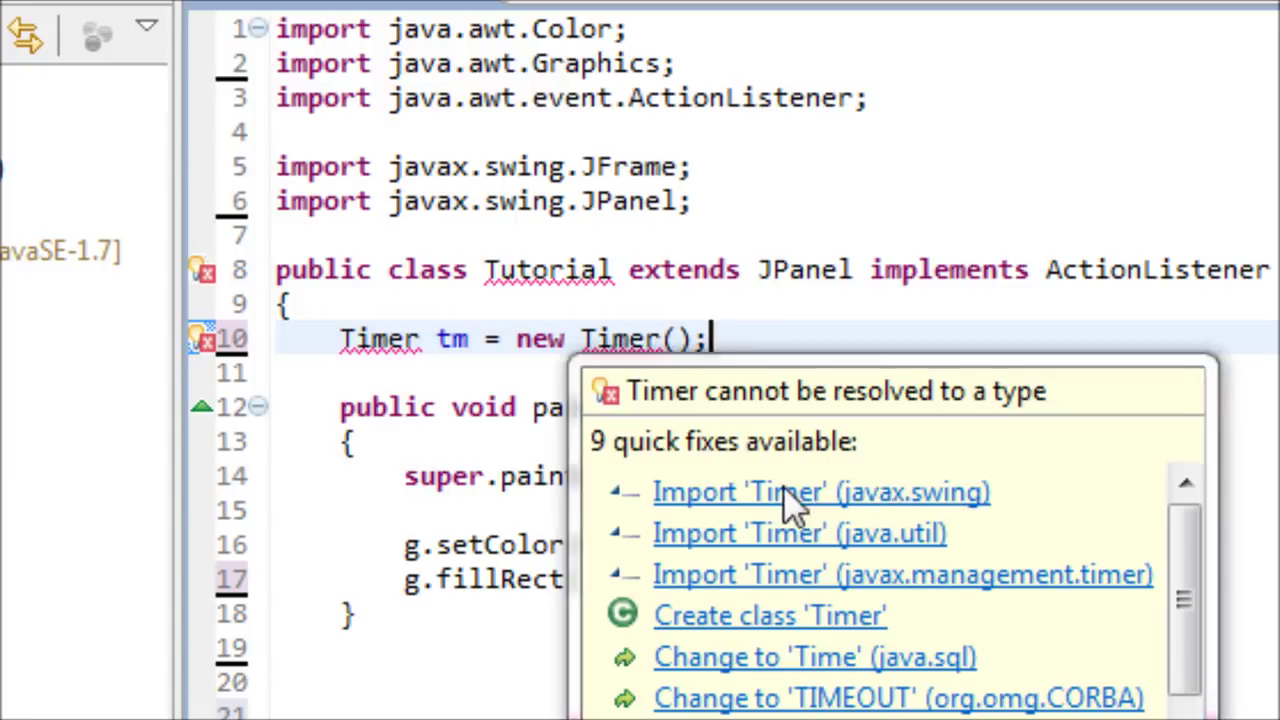 1 import java.awt.Color;
2 import java.awt.Graphics;
3 import java.awt.event.ActionListener;
4
5 import javax.swing.JFrame;
6 import javax.swing.JPanel;
7
avaSE-1.7]
8 public class Tutorial extends JPanel implements ActionListener
9 {
10 Timer tm = new Timer();
11
Timer cannot be resolved to a type
12 public void pa
9 quick fixes available:
13 {
14 super.pain
Import 'Timer' (javax.swing)
15
Import 'Timer' (java.util)
16 g.setColor
17 g.fillRect
Import 'Timer' (javax.management.timer)
18 }
Create class 'Timer'
19
Change to 'Time' (java.sql)
20
Change to 'TIMEOUT' (org.omg.CORBA)
21